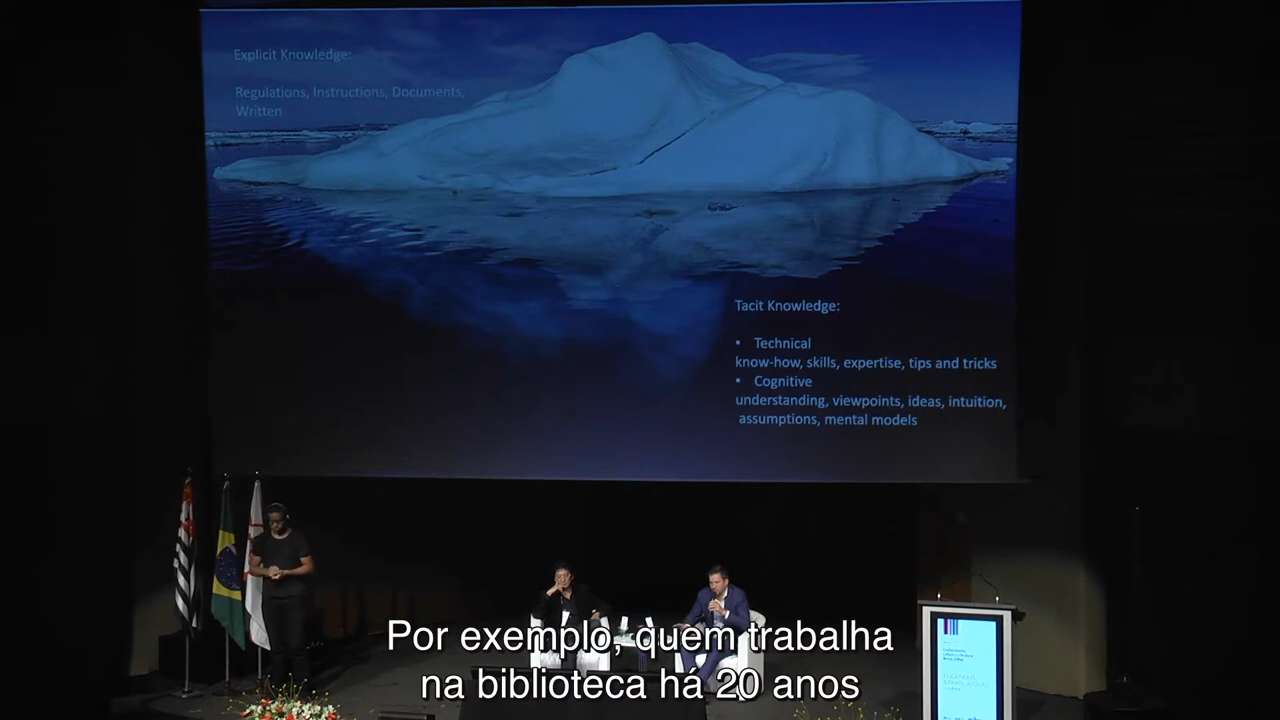 Explicit Knowledge:
Regulations, Instructions, Documents,
Written
Tacit Knowledge:
• Technical
know-how, skills, expertise, tips and tricks
• Cognitive
understanding, viewpoints, ideas, intuition,
assumptions, mental models
Por exemplo, quem trabalha
na biblioteca há 20 anos